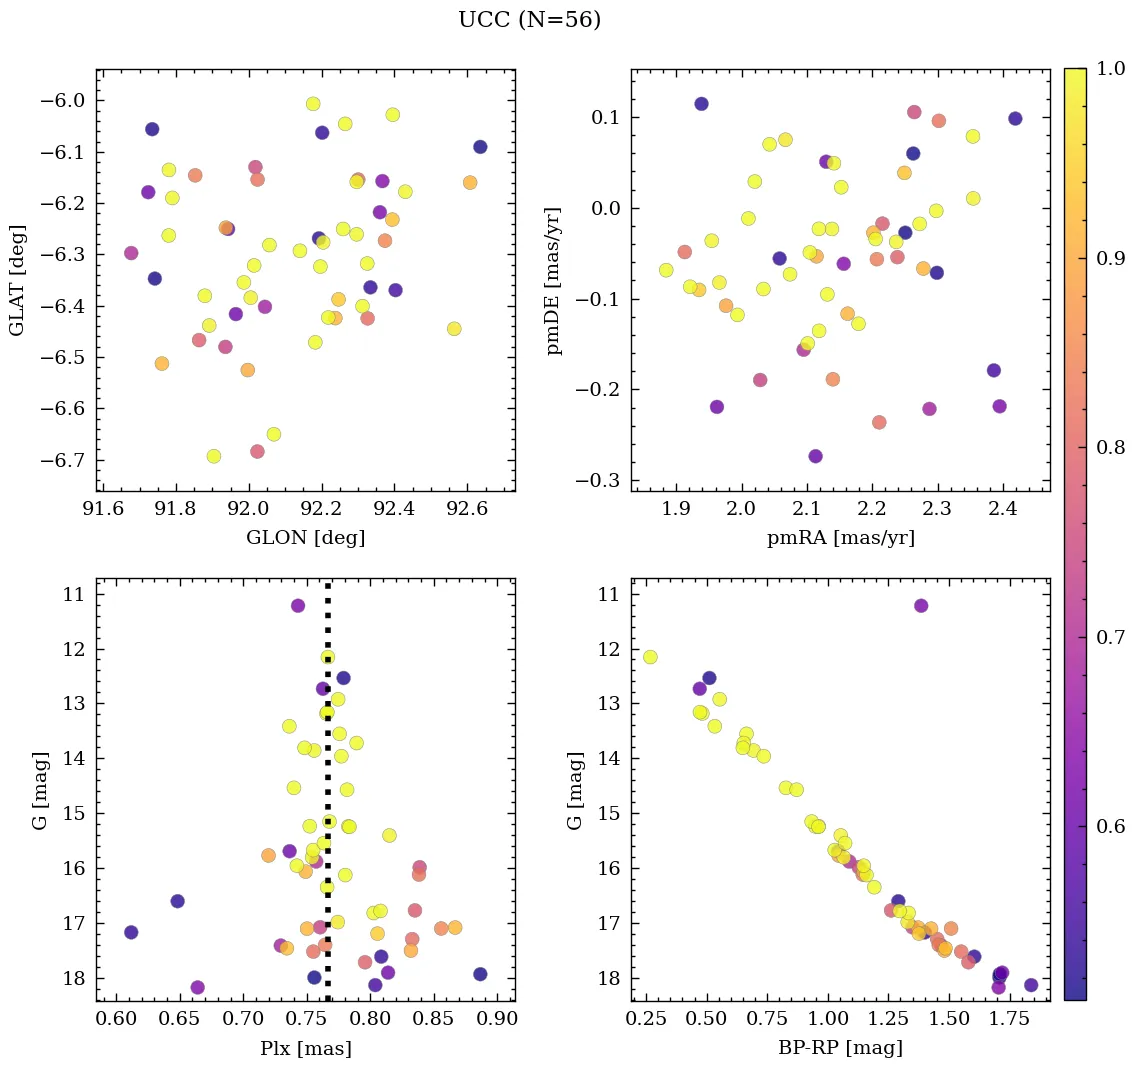 UCC (N=56)
−6.0
−6.1
−6.2
−6.3
−6.4
−6.5
−6.6
−6.7
GLAT [deg]
91.6 91.8 92.0 92.2 92.4 92.6
GLON [deg]
0.1
0.0
−0.1
−0.2
−0.3
pmDE [mas/yr]
1.9 2.0 2.1 2.2 2.3 2.4
pmRA [mas/yr]
11
12
13
14
15
16
17
18
G [mag]
0.60 0.65 0.70 0.75 0.80 0.85 0.90
Plx [mas]
11
12
13
14
15
16
17
18
G [mag]
0.25 0.50 0.75 1.00 1.25 1.50 1.75
BP-RP [mag]
1.0
0.9
0.8
0.7
0.6